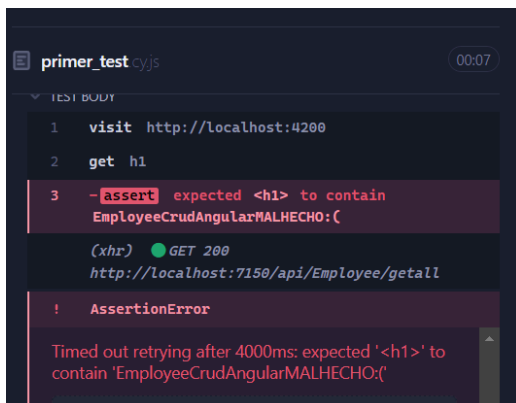 primer_test.cy.js 00:07
TEST BODY
1 visit http://localhost:4200
2 get h1
3 -assert expected <h1> to contain
EmployeeCrudAngularMALHECHO:(
(xhr) GET 200
http://localhost:7150/api/Employee/getall
! AssertionError
Timed out retrying after 4000ms: expected '<h1>' to
contain 'EmployeeCrudAngularMALHECHO:('